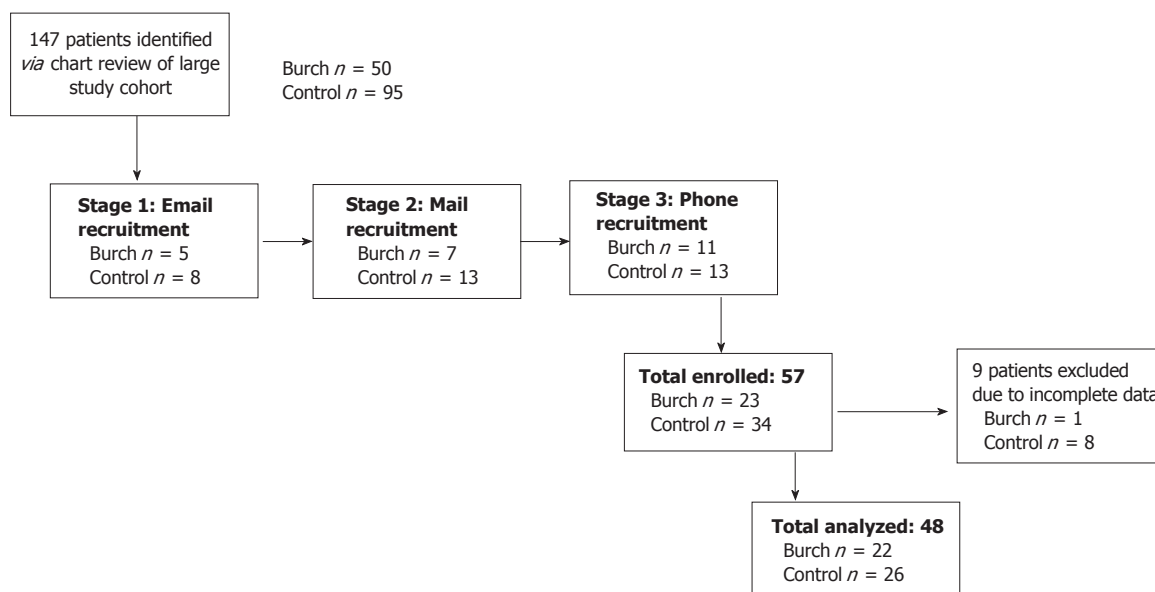 147 patients identified
via chart review of large
study cohort
Burch n = 50
Control n = 95
Stage 1: Email
recruitment
Burch n = 5
Control n = 8
Stage 2: Mail
recruitment
Burch n = 7
Control n = 13
Stage 3: Phone
recruitment
Burch n = 11
Control n = 13
Total enrolled: 57
Burch n = 23
Control n = 34
9 patients excluded
due to incomplete data
Burch n = 1
Control n = 8
Total analyzed: 48
Burch n = 22
Control n = 26